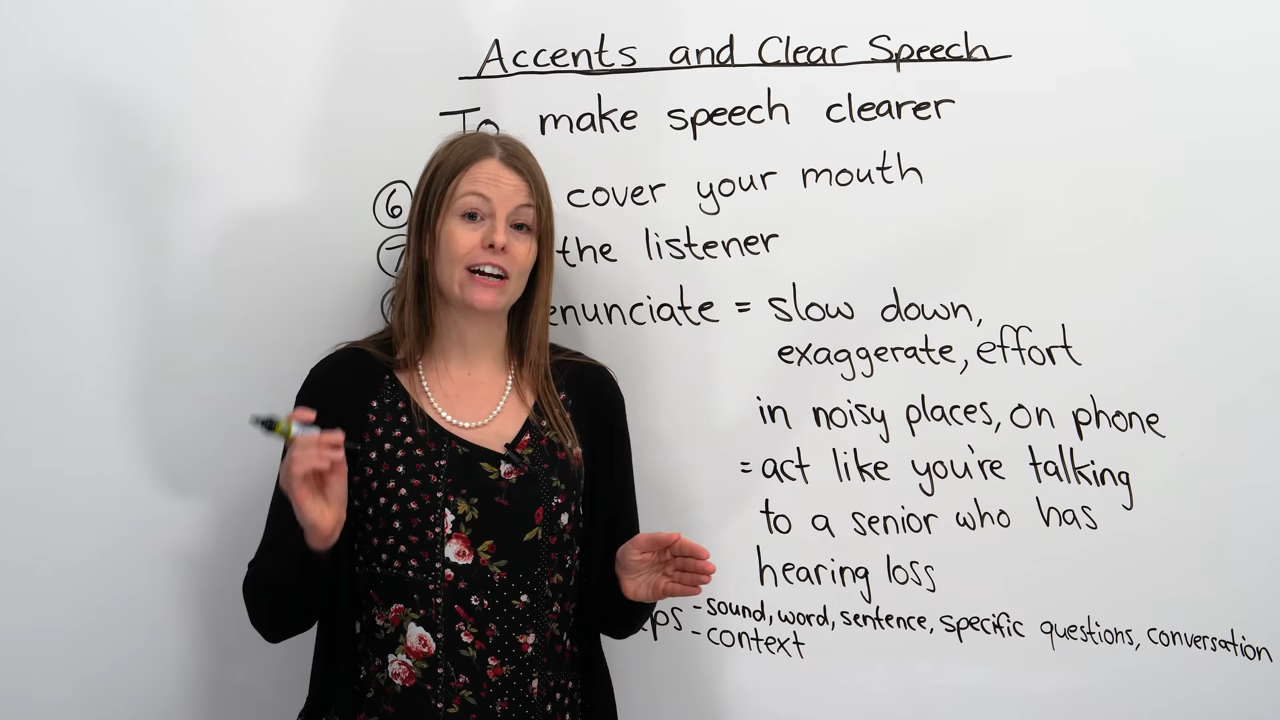 Accents and Clear Speech
To make speech clearer
⑥ cover your mouth
⑦ the listener
enunciate = slow down,
exaggerate, effort
in noisy places, on phone
= act like you're talking
to a senior who has
hearing loss
- sound, word, sentence, specific questions, conversation
- context